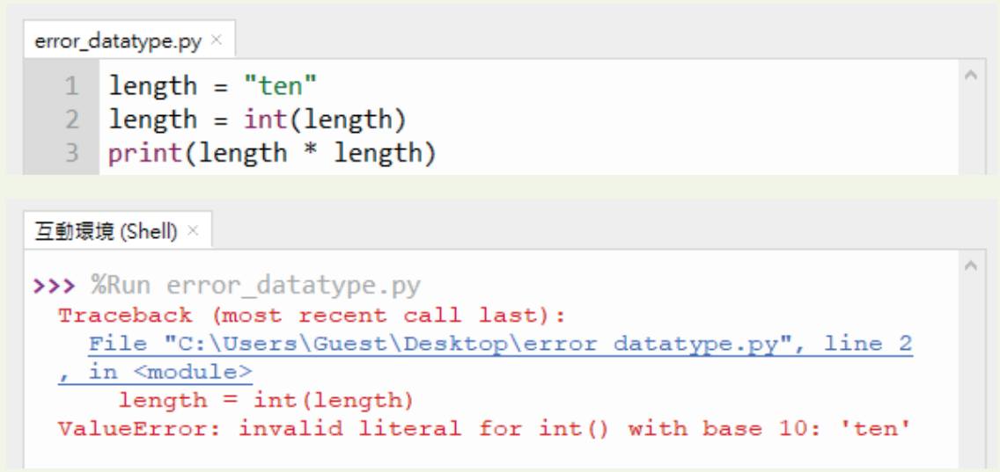 error_datatype.py ×
1 length = "ten"
2 length = int(length)
3 print(length * length)
互動環境 (Shell) ×
>>> %Run error_datatype.py
Traceback (most recent call last):
File "C:\Users\Guest\Desktop\error datatype.py", line 2
, in <module>
length = int(length)
ValueError: invalid literal for int() with base 10: 'ten'